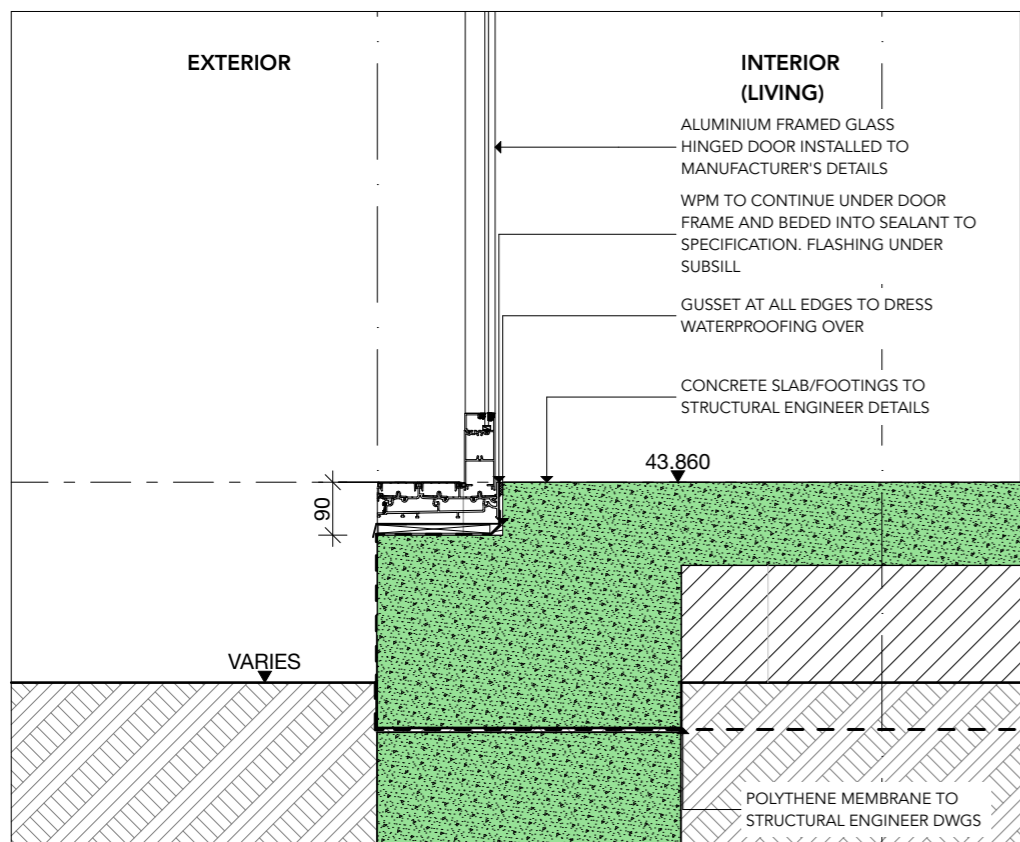 EXTERIOR
INTERIOR
(LIVING)
ALUMINIUM FRAMED GLASS
HINGED DOOR INSTALLED TO
MANUFACTURER'S DETAILS
WPM TO CONTINUE UNDER DOOR
FRAME AND BEDED INTO SEALANT TO
SPECIFICATION. FLASHING UNDER
SUBSILL
GUSSET AT ALL EDGES TO DRESS
WATERPROOFING OVER
CONCRETE SLAB/FOOTINGS TO
STRUCTURAL ENGINEER DETAILS
43.860
90
VARIES
POLYTHENE MEMBRANE TO
STRUCTURAL ENGINEER DWGS